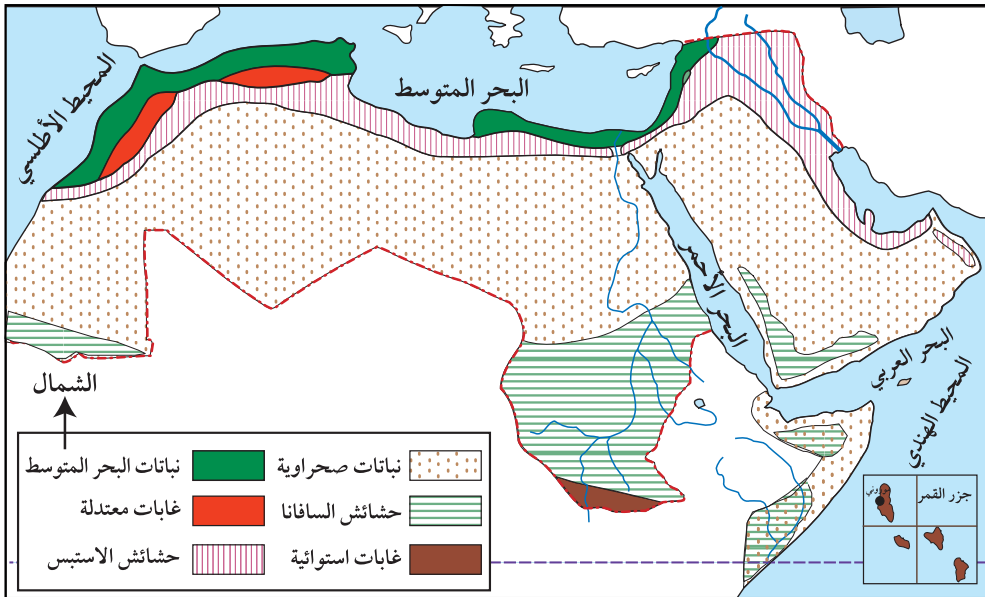 المحيط الأطلسي
البحر المتوسط
البحر الأحمر
البحر العربي
المحيط الهندي
الشمال
نباتات صحراوية
نباتات البحر المتوسط
حشائش السافانا
غابات معتدلة
غابات استوائية
حشائش الاستبس
جزر القمر
موروني